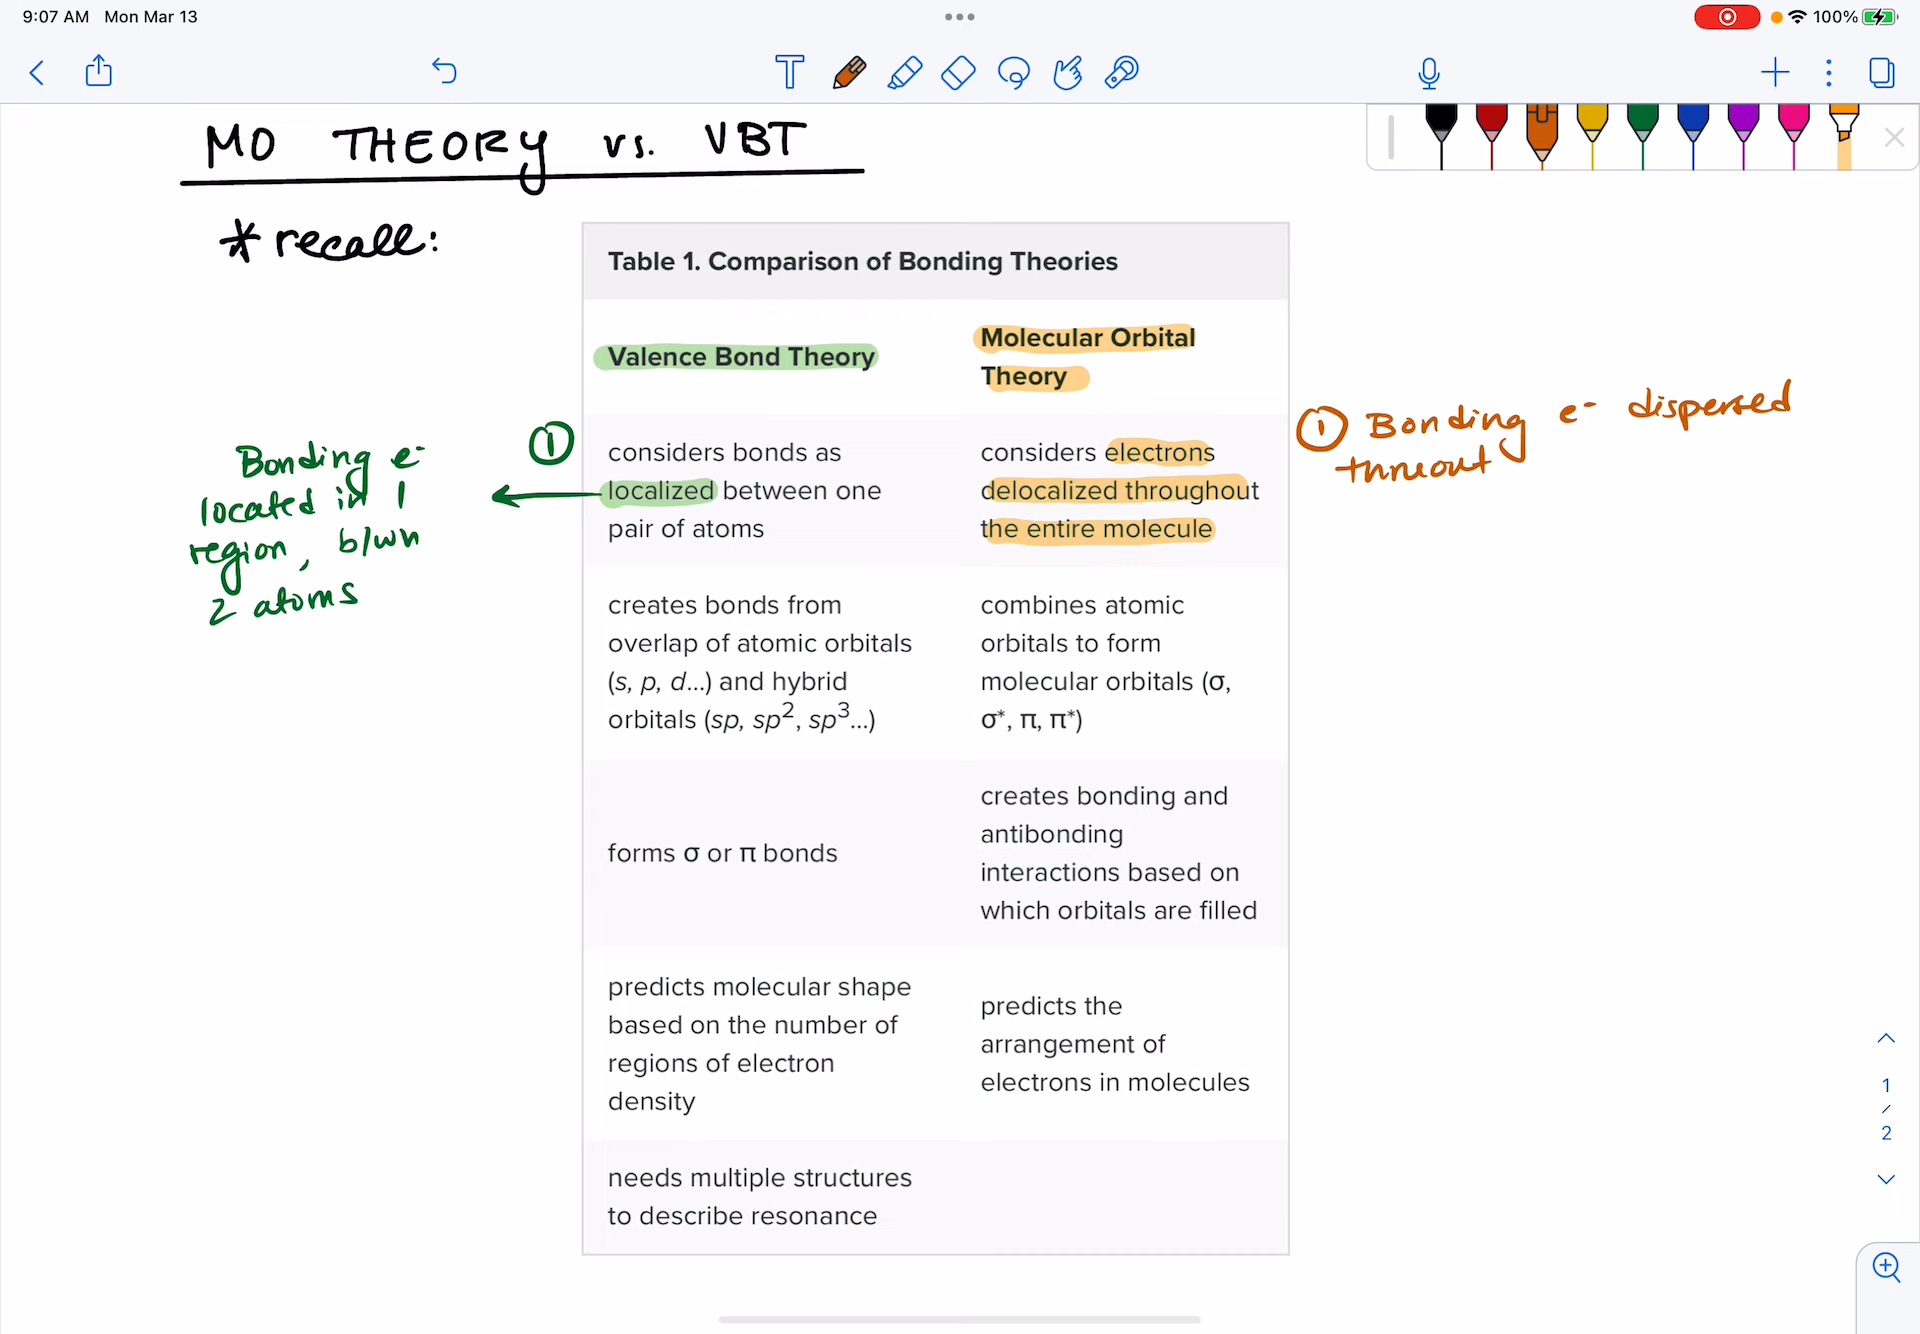 9:07 AM Mon Mar 13
100%
MO THEORY vs. VBT
* recall:
Table 1. Comparison of Bonding Theories
Valence Bond Theory
Molecular Orbital
Theory
①
considers bonds as
localized between one
pair of atoms
considers electrons
delocalized throughout
the entire molecule
Bonding e-
located in 1
region, b/wn
2 atoms
① Bonding e- dispersed
thruout
creates bonds from
overlap of atomic orbitals
(s, p, d...) and hybrid
orbitals (sp, sp², sp³...)
combines atomic
orbitals to form
molecular orbitals (σ,
σ*, π, π*)
forms σ or π bonds
creates bonding and
antibonding
interactions based on
which orbitals are filled
predicts molecular shape
based on the number of
regions of electron
density
predicts the
arrangement of
electrons in molecules
needs multiple structures
to describe resonance
1
/
2